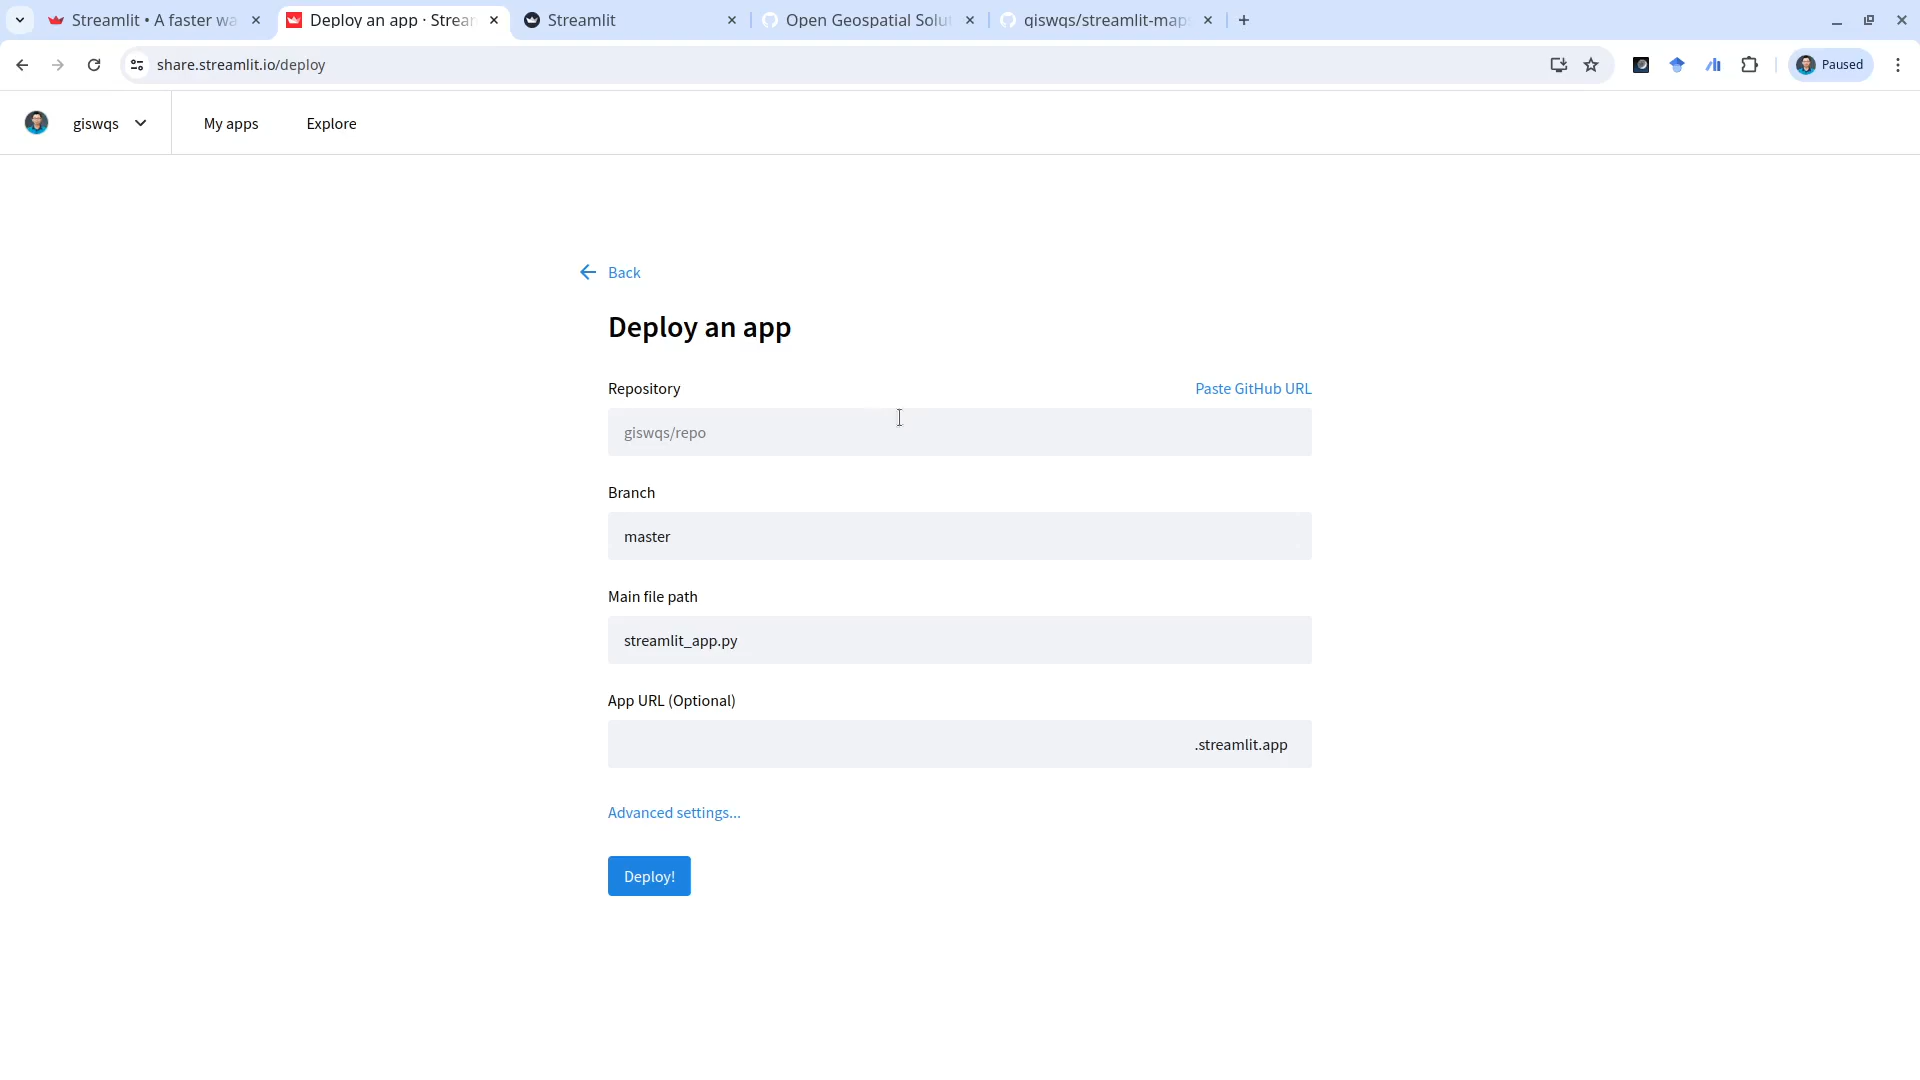 Streamlit • A faster wa
Deploy an app · Strear
Streamlit
Open Geospatial Solut
giswqs/streamlit-map
share.streamlit.io/deploy
Paused
giswqs
My apps
Explore
Back
Deploy an app
Repository
Paste GitHub URL
giswqs/repo
Branch
master
Main file path
streamlit_app.py
App URL (Optional)
.streamlit.app
Advanced settings...
Deploy!